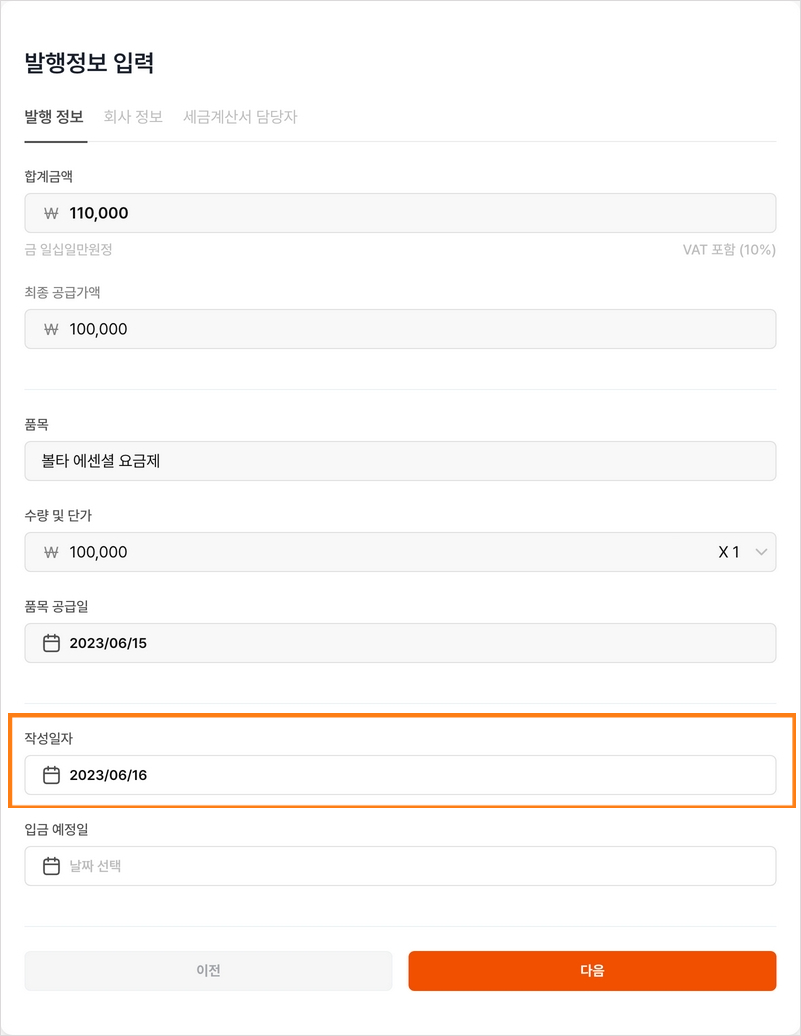 발행정보 입력
발행 정보 회사 정보 세금계산서 담당자
합계금액
₩ 110,000
금 일십일만원정 VAT 포함 (10%)
최종 공급가액
₩ 100,000
품목
볼타 에센셜 요금제
수량 및 단가
₩ 100,000 X 1
품목 공급일
2023/06/15
작성일자
2023/06/16
입금 예정일
날짜 선택
이전 다음